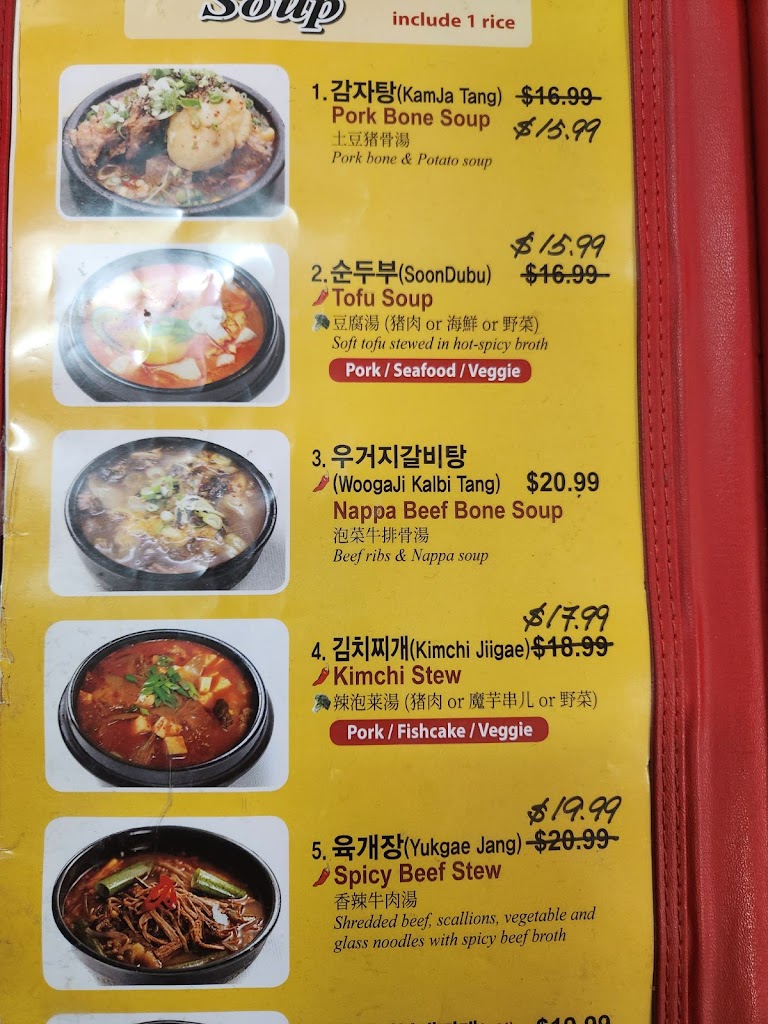 Soup
include 1 rice
1. 감자탕(KamJa Tang) $16.99
Pork Bone Soup $15.99
土豆猪骨湯
Pork bone & Potato soup
$15.99
2. 순두부(SoonDubu) $16.99
Tofu Soup
豆腐湯 (猪肉 or 海鮮 or 野菜)
Soft tofu stewed in hot-spicy broth
Pork / Seafood / Veggie
3. 우거지갈비탕
(WoogaJi Kalbi Tang) $20.99
Nappa Beef Bone Soup
泡菜牛排骨湯
Beef ribs & Nappa soup
$17.99
4. 김치찌개(Kimchi Jiigae) $18.99
Kimchi Stew
辣泡菜湯 (猪肉 or 魔芋串儿 or 野菜)
Pork / Fishcake / Veggie
$19.99
5. 육개장(Yukgae Jang) $20.99
Spicy Beef Stew
香辣牛肉湯
Shredded beef, scallions, vegetable and
glass noodles with spicy beef broth